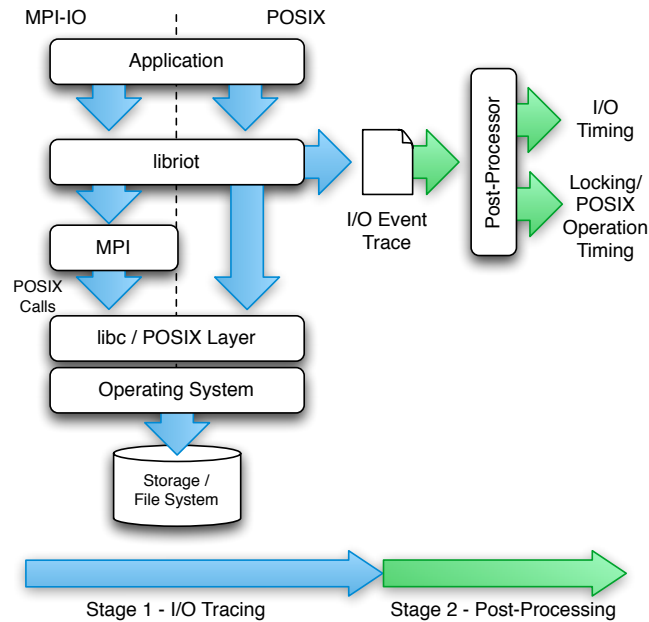 MPI-IO
POSIX
Application
libriot
MPI
POSIX
Calls
libc / POSIX Layer
Operating System
Storage /
File System
I/O Event
Trace
Post-Processor
I/O
Timing
Locking/
POSIX
Operation
Timing
Stage 1 - I/O Tracing
Stage 2 - Post-Processing